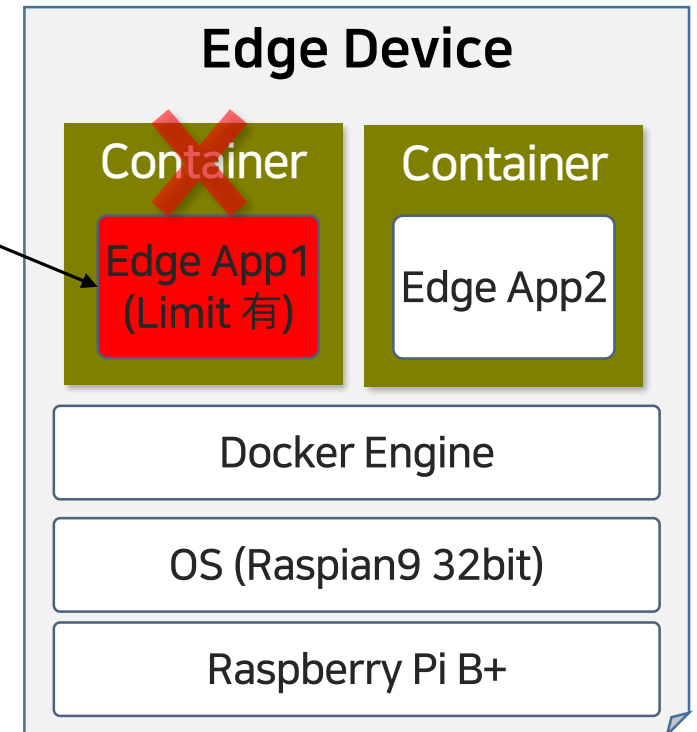 Edge Device
Container
Container
Edge App1
(Limit 有)
Edge App2
Docker Engine
OS (Raspian9 32bit)
Raspberry Pi B+